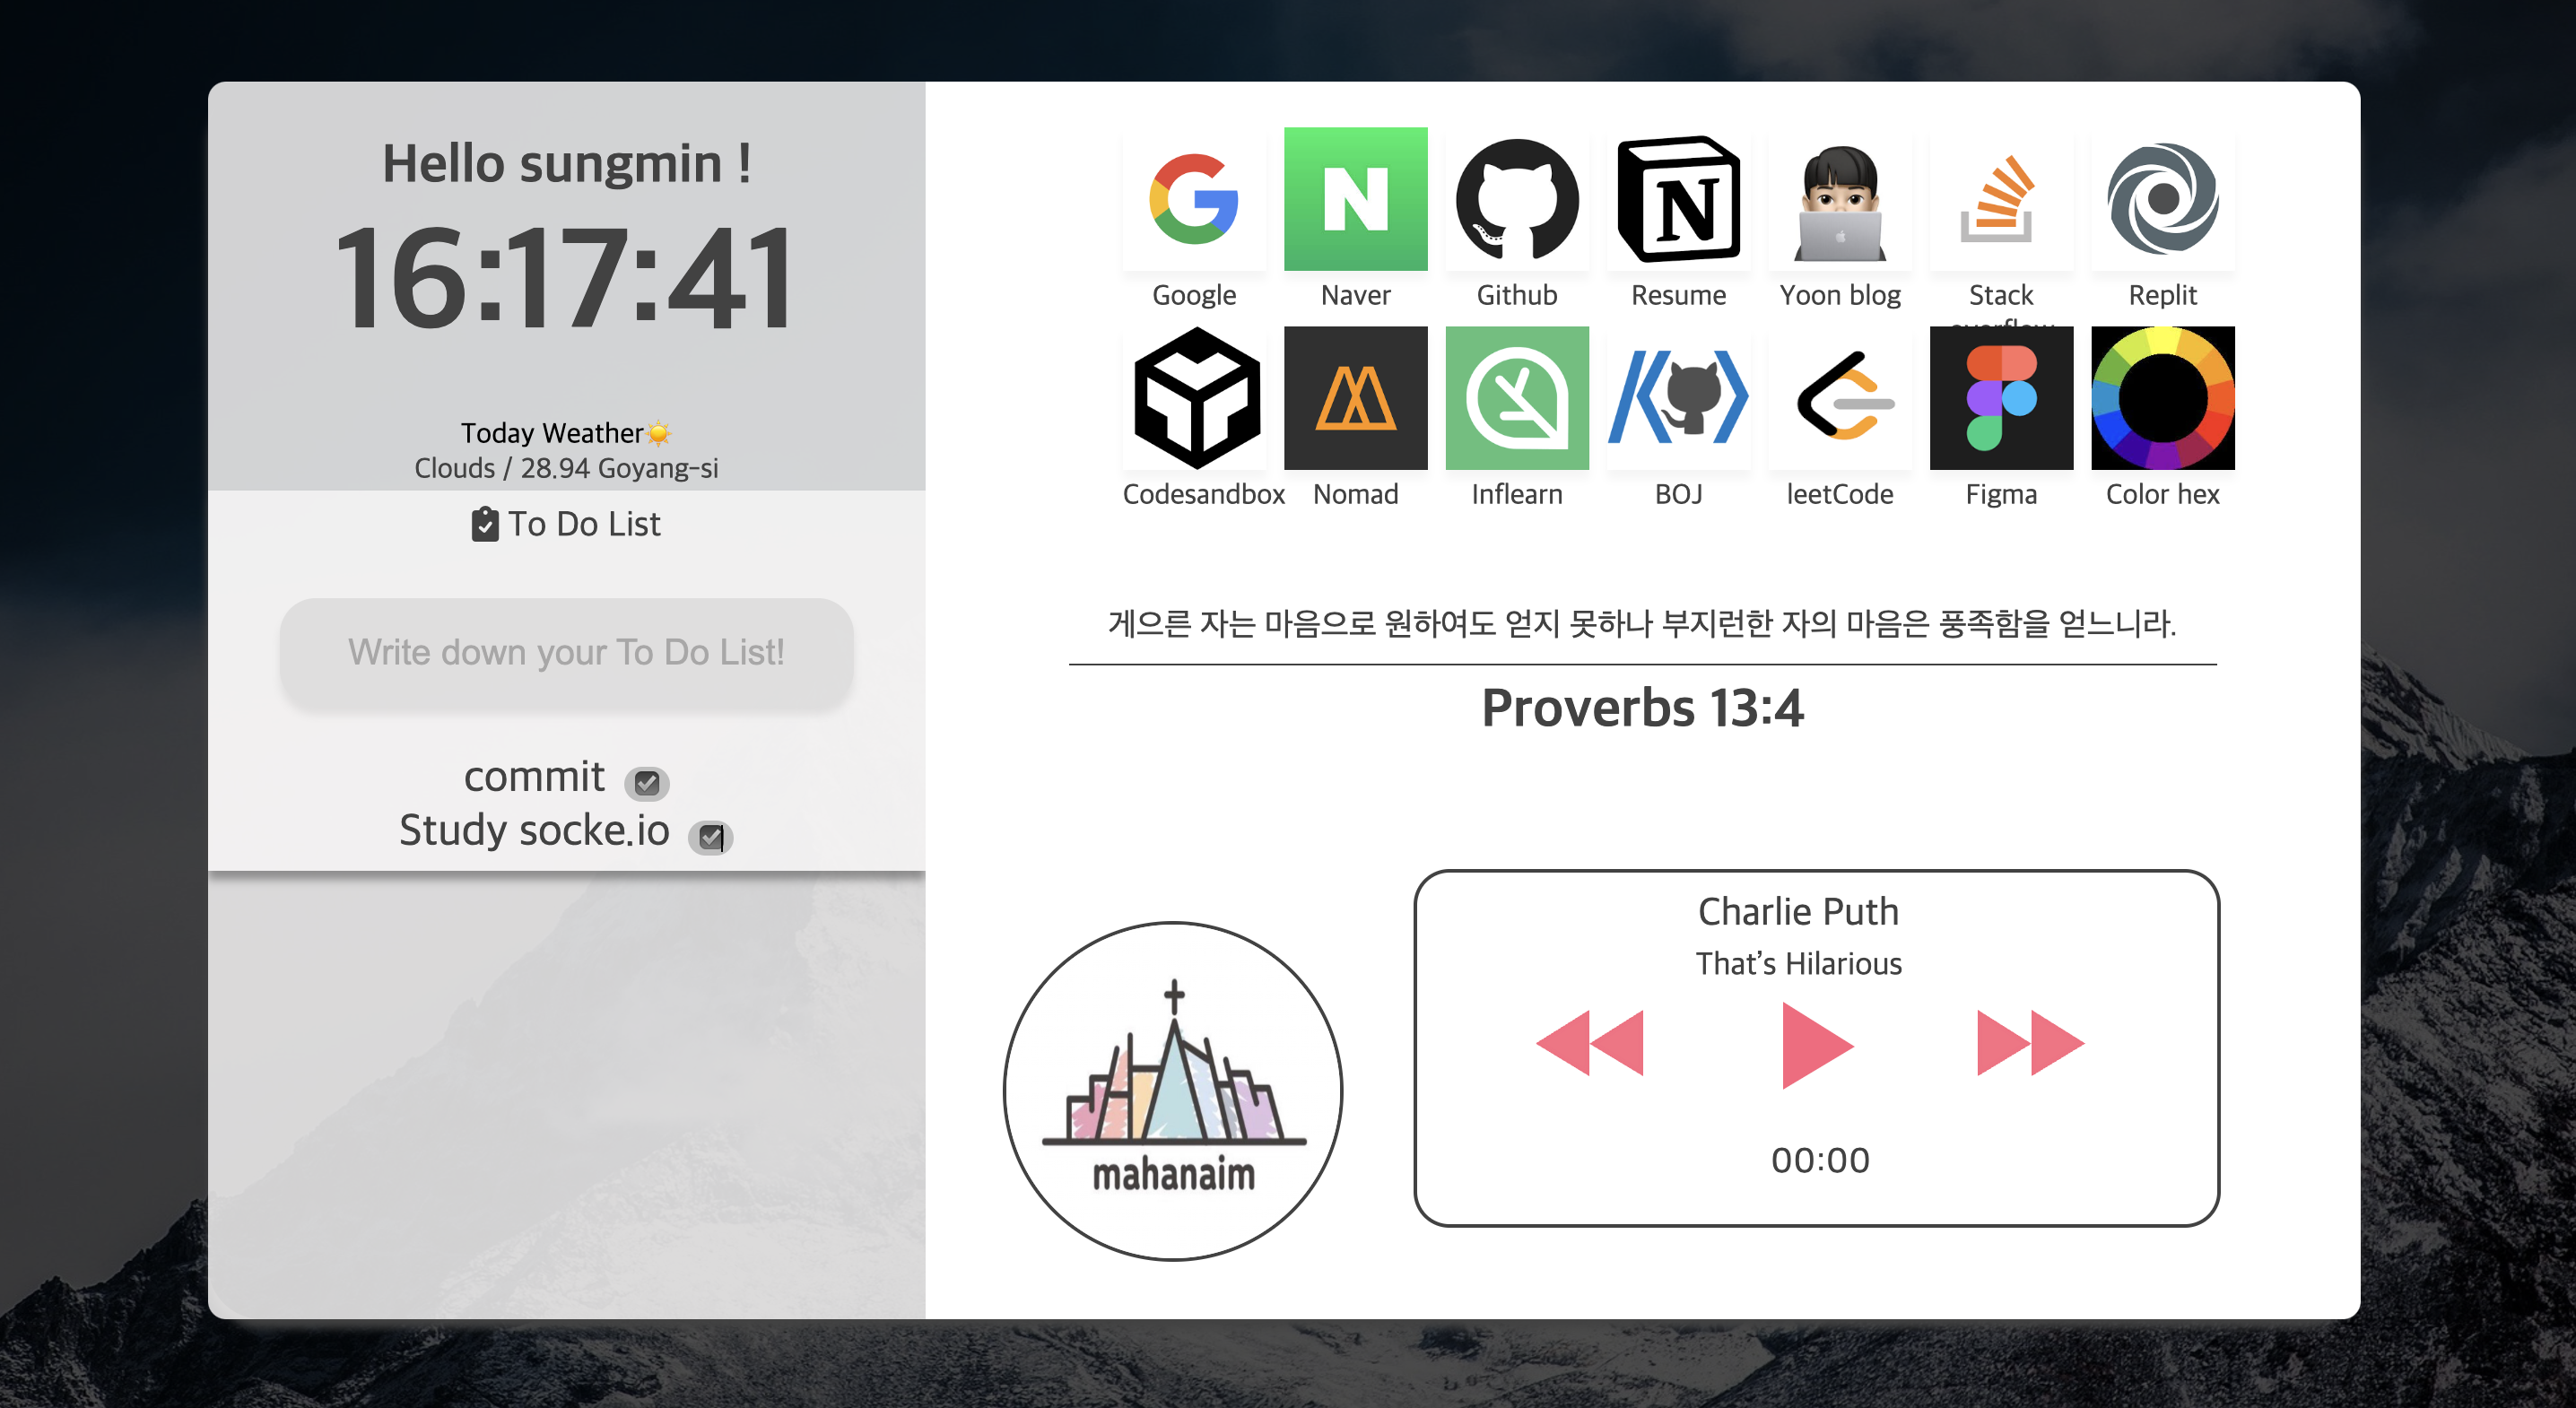 Hello sungmin !
16:17:41
Today Weather☀️
Clouds / 28.94 Goyang-si
To Do List
Write down your To Do List!
commit
Study socke.io
Google
Naver
Github
Resume
Yoon blog
Stack
overflow
Replit
Codesandbox
Nomad
Inflearn
BOJ
leetCode
Figma
Color hex
게으른 자는 마음으로 원하여도 얻지 못하나 부지런한 자의 마음은 풍족함을 얻느니라.
Proverbs 13:4
mahanaim
Charlie Puth
That's Hilarious
00:00